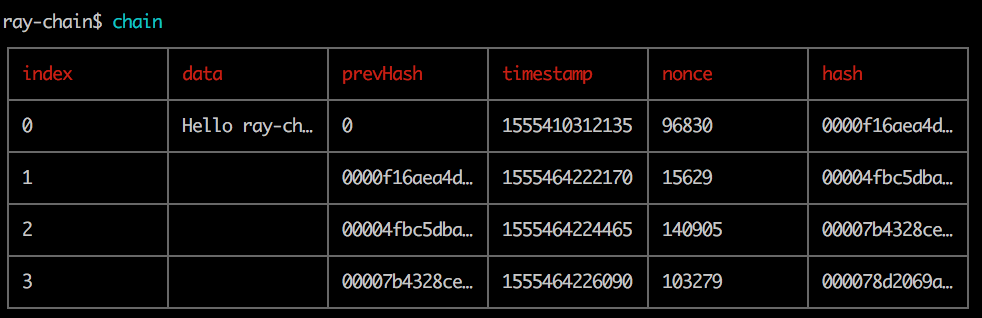 ray-chain$ chain
index data prevHash timestamp nonce hash
0 Hello ray-ch… 0 1555410312135 96830 0000f16aea4d…
1 0000f16aea4d… 1555464222170 15629 00004fbc5dba…
2 00004fbc5dba… 1555464224465 140905 00007b4328ce…
3 00007b4328ce… 1555464226090 103279 000078d2069a…